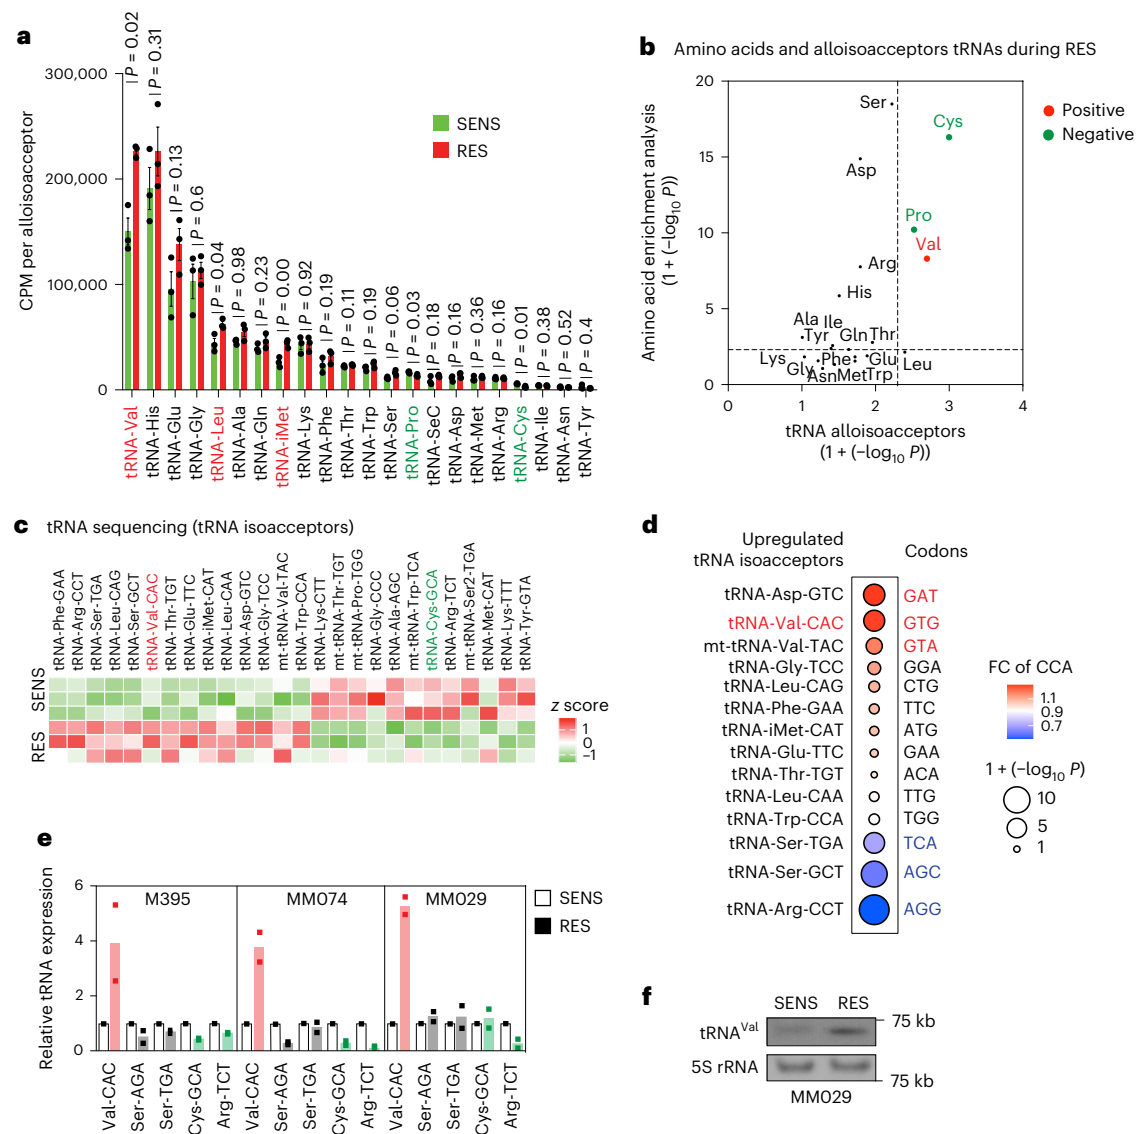 a
P = 0.02
P = 0.31
P = 0.13
P = 0.6
P = 0.04
P = 0.98
P = 0.23
P = 0.00
P = 0.92
P = 0.19
P = 0.11
P = 0.19
P = 0.06
P = 0.03
P = 0.18
P = 0.16
P = 0.36
P = 0.16
P = 0.01
P = 0.38
P = 0.52
P = 0.4
CPM per alloisoacceptor
300,000
200,000
100,000
0
SENS
RES
tRNA-Val
tRNA-His
tRNA-Glu
tRNA-Gly
tRNA-Leu
tRNA-Ala
tRNA-Gln
tRNA-iMet
tRNA-Lys
tRNA-Phe
tRNA-Thr
tRNA-Trp
tRNA-Ser
tRNA-Pro
tRNA-SeC
tRNA-Asp
tRNA-Met
tRNA-Arg
tRNA-Cys
tRNA-Ile
tRNA-Asn
tRNA-Tyr
b Amino acids and alloisoacceptors tRNAs during RES
Amino acid enrichment analysis
(1 + (−log10 P))
20
15
10
5
0
Ser
Cys
Asp
Pro
Val
Arg
His
Ala Ile
Tyr Gln Thr
Lys Phe Glu Leu
Gly
Asn Met Trp
0 1 2 3 4
tRNA alloisoacceptors
(1 + (−log10 P))
Positive
Negative
c tRNA sequencing (tRNA isoacceptors)
tRNA-Phe-GAA
tRNA-Arg-CCT
tRNA-Ser-TGA
tRNA-Leu-CAG
tRNA-Ser-GCT
tRNA-Val-CAC
tRNA-Thr-TGT
tRNA-Glu-TTC
tRNA-iMet-CAT
tRNA-Leu-CAA
tRNA-Asp-GTC
tRNA-Gly-TCC
mt-tRNA-Val-TAC
tRNA-Trp-CCA
tRNA-Lys-CTT
mt-tRNA-Thr-TGT
mt-tRNA-Pro-TGG
tRNA-Gly-CCC
tRNA-Ala-AGC
mt-tRNA-Trp-TCA
tRNA-Cys-GCA
tRNA-Arg-TCT
mt-tRNA-Ser2-TGA
tRNA-Met-CAT
tRNA-Lys-TTT
tRNA-Tyr-GTA
SENS
RES
z score
1
0
−1
d
Upregulated
tRNA isoacceptors
Codons
tRNA-Asp-GTC GAT
tRNA-Val-CAC GTG
mt-tRNA-Val-TAC GTA
tRNA-Gly-TCC GGA
tRNA-Leu-CAG CTG
tRNA-Phe-GAA TTC
tRNA-iMet-CAT ATG
tRNA-Glu-TTC GAA
tRNA-Thr-TGT ACA
tRNA-Leu-CAA TTG
tRNA-Trp-CCA TGG
tRNA-Ser-TGA TCA
tRNA-Ser-GCT AGC
tRNA-Arg-CCT AGG
FC of CCA
1.1
0.9
0.7
1 + (−log10 P)
10
5
1
e
Relative tRNA expression
6
4
2
0
M395
MM074
MM029
SENS
RES
Val-CAC
Ser-AGA
Ser-TGA
Cys-GCA
Arg-TCT
Val-CAC
Ser-AGA
Ser-TGA
Cys-GCA
Arg-TCT
Val-CAC
Ser-AGA
Ser-TGA
Cys-GCA
Arg-TCT
f
SENS RES
tRNAVal
75 kb
5S rRNA
75 kb
MM029